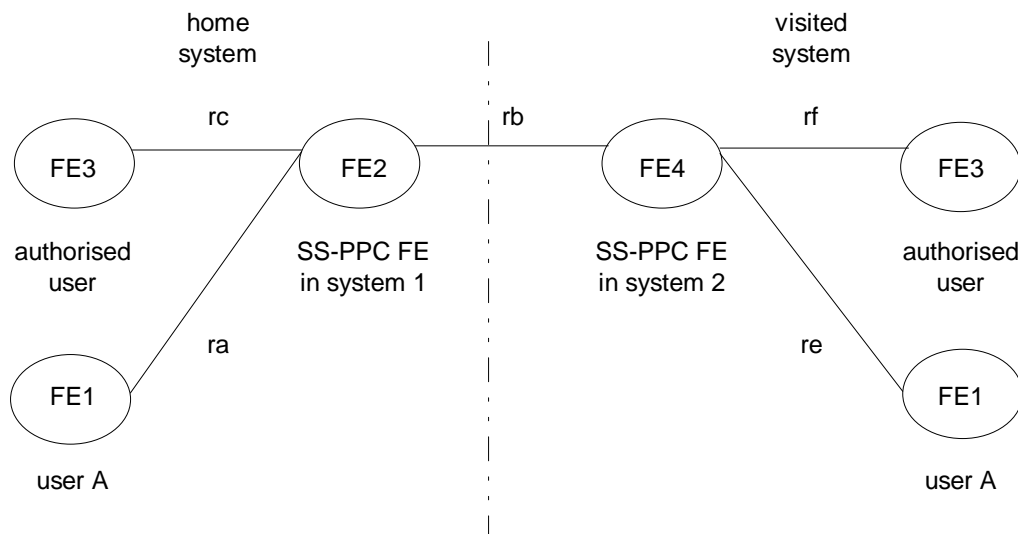 home
system
visited
system
rc
rb
rf
FE3
FE2
FE4
FE3
authorised
user
SS-PPC FE
in system 1
SS-PPC FE
in system 2
authorised
user
ra
re
FE1
FE1
user A
user A